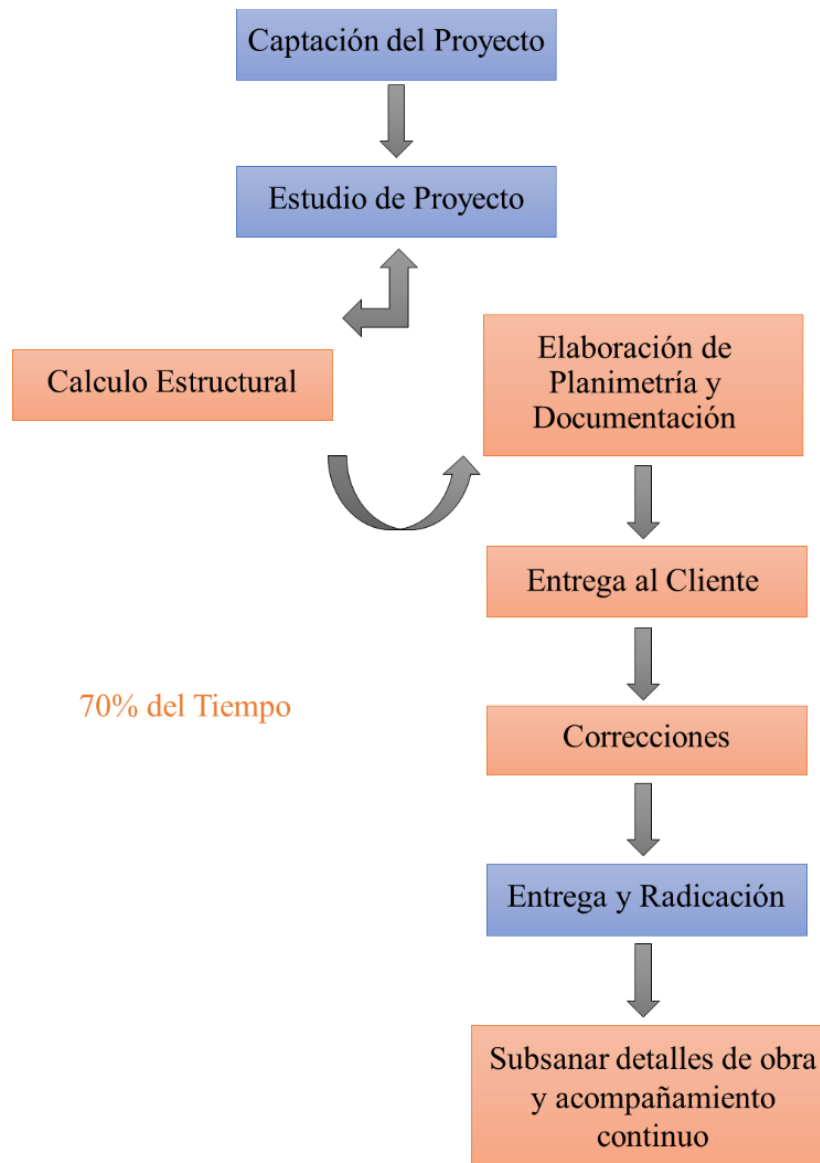 Captación del Proyecto
Estudio de Proyecto
Calculo Estructural
Elaboración de
Planimetría y
Documentación
Entrega al Cliente
70% del Tiempo
Correcciones
Entrega y Radicación
Subsanar detalles de obra
y acompañamiento
continuo